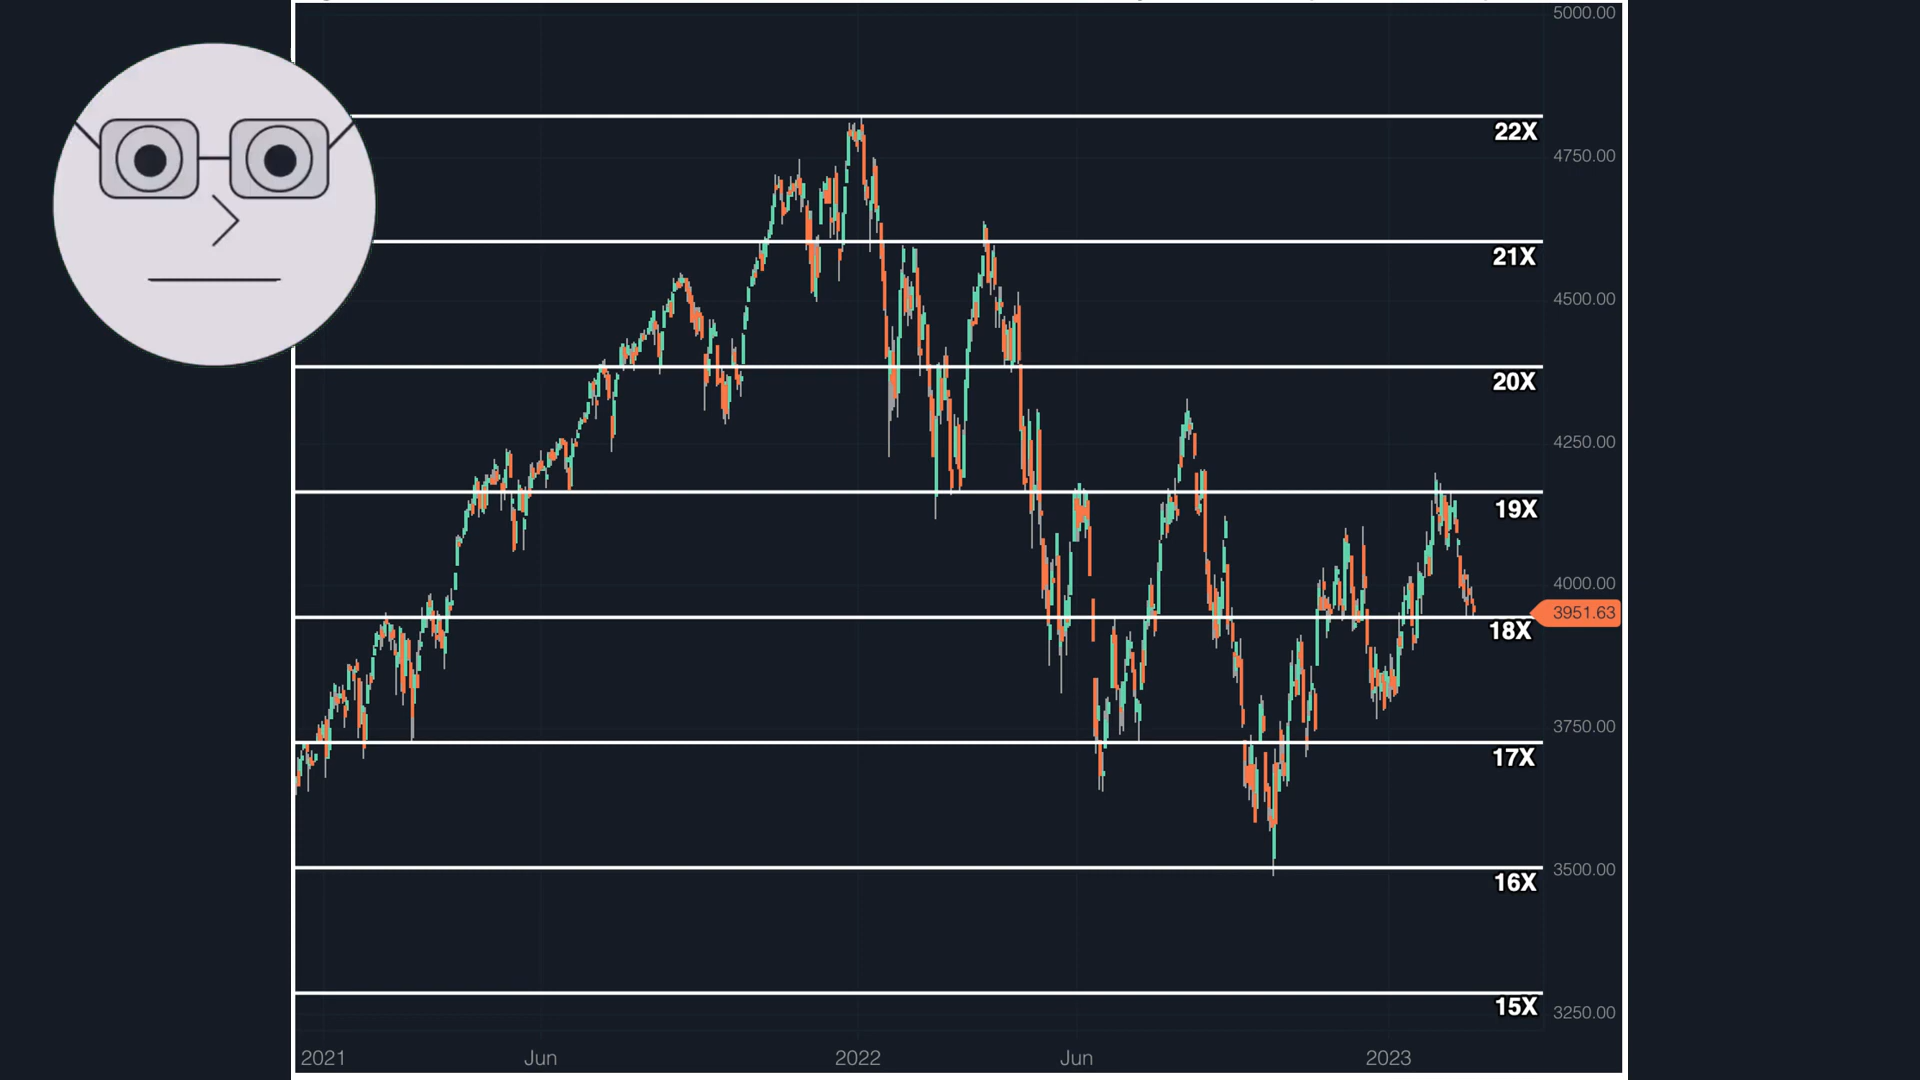 5000.00
22X
4750.00
21X
4500.00
20X
4250.00
19X
4000.00
3951.63
18X
3750.00
17X
3500.00
16X
15X
3250.00
2021 Jun 2022 Jun 2023